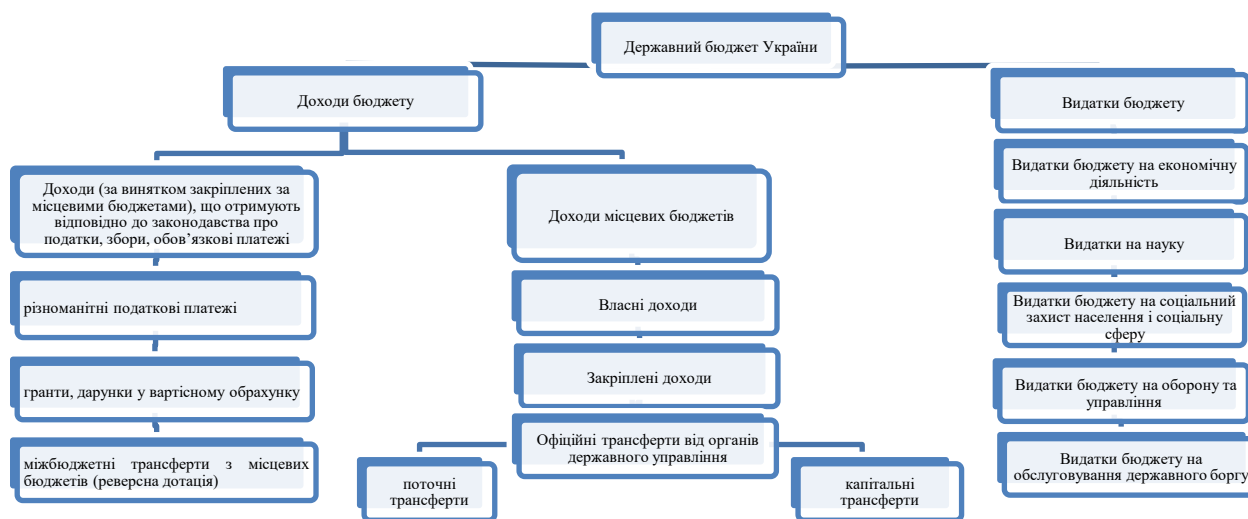 Державний бюджет України
Доходи бюджету
Видатки бюджету
Доходи (за винятком закріплених за
місцевими бюджетами), що отримують
відповідно до законодавства про
податки, збори, обов’язкові платежі
різноманітні податкові платежі
гранти, дарунки у вартісному обрахунку
міжбюджетні трансферти з місцевих
бюджетів (реверсна дотація)
Доходи місцевих бюджетів
Власні доходи
Закріплені доходи
Офіційні трансферти від органів
державного управління
поточні
трансферти
капітальні
трансферти
Видатки бюджету на економічну
діяльність
Видатки на науку
Видатки бюджету на соціальний
захист населення і соціальну
сферу
Видатки бюджету на оборону та
управління
Видатки бюджету на
обслуговування державного боргу